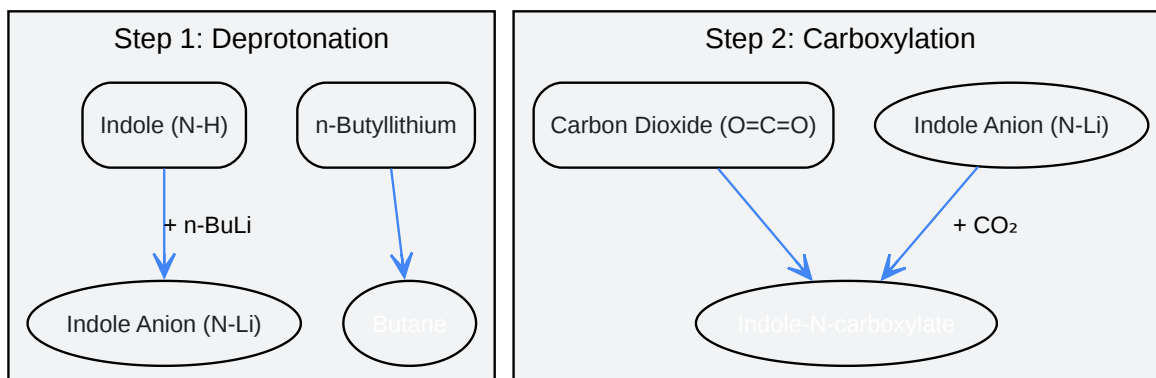 Step 1: Deprotonation
Indole (N-H)
n-Butyllithium
+ n-BuLi
Indole Anion (N-Li)
Butane
Step 2: Carboxylation
Carbon Dioxide (O=C=O)
Indole Anion (N-Li)
+ CO₂
Indole-N-carboxylate